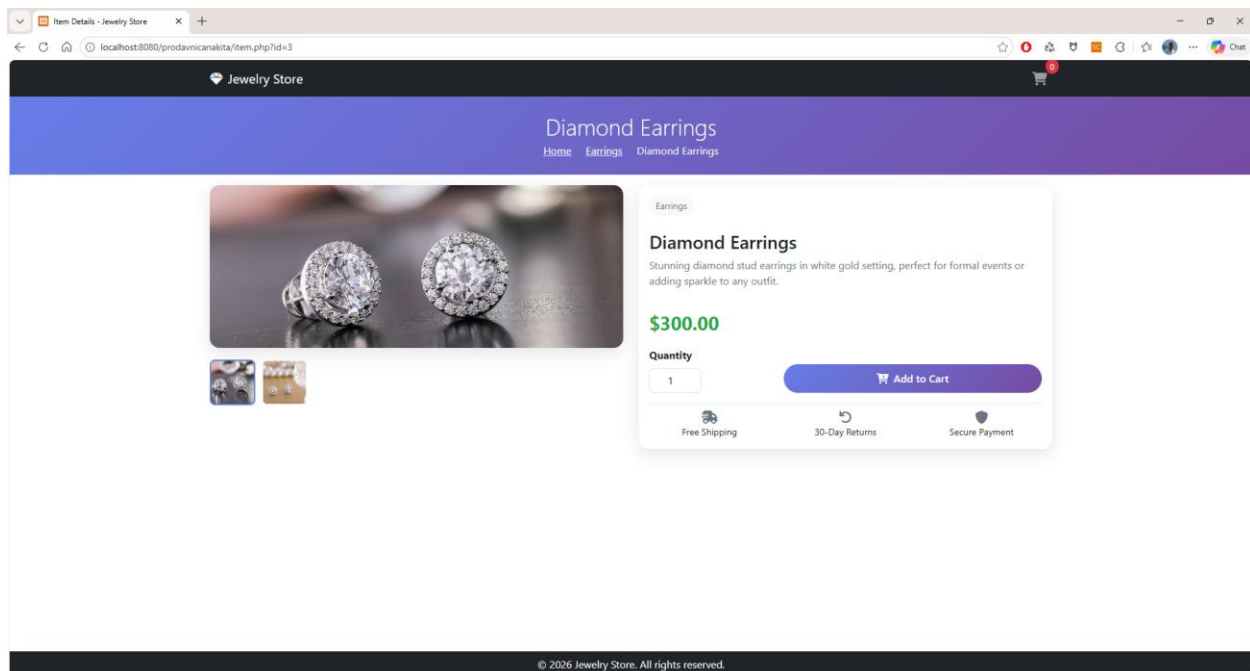 Item Details - Jewelry Store
localhost:8080/prodavnicanakita/item.php?id=3
Chat
Jewelry Store
0
Diamond Earrings
Home Earrings Diamond Earrings
Earrings
Diamond Earrings
Stunning diamond stud earrings in white gold setting, perfect for formal events or
adding sparkle to any outfit.
$300.00
Quantity
1
Add to Cart
Free Shipping
30-Day Returns
Secure Payment
© 2026 Jewelry Store. All rights reserved.